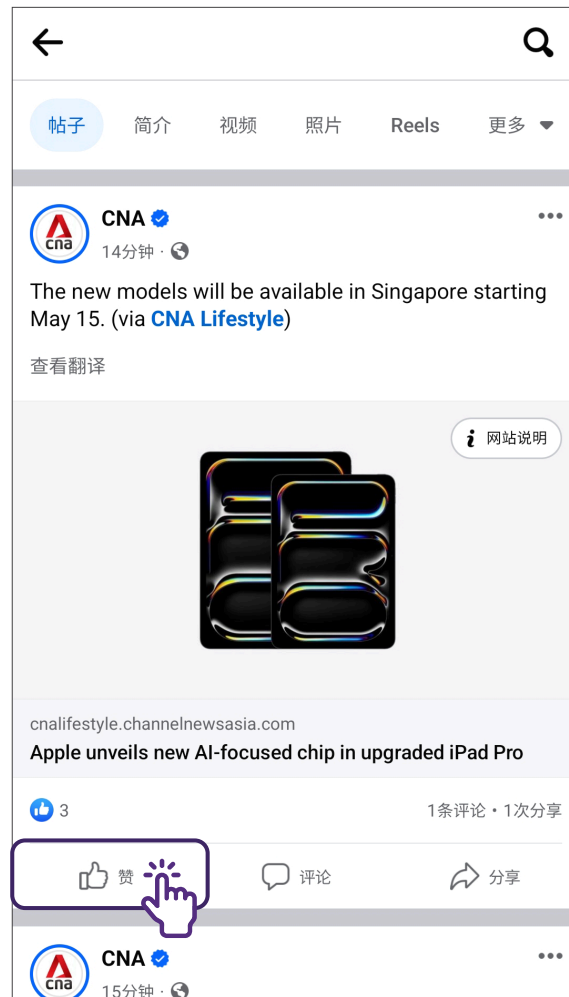 帖子 简介 视频 照片 Reels 更多
CNA
cna
14分钟 ·
The new models will be available in Singapore starting
May 15. (via CNA Lifestyle)
查看翻译
i 网站说明
cnalifestyle.channelnewsasia.com
Apple unveils new AI-focused chip in upgraded iPad Pro
3 1条评论 • 1次分享
赞 评论 分享
CNA
cna
15分钟 ·